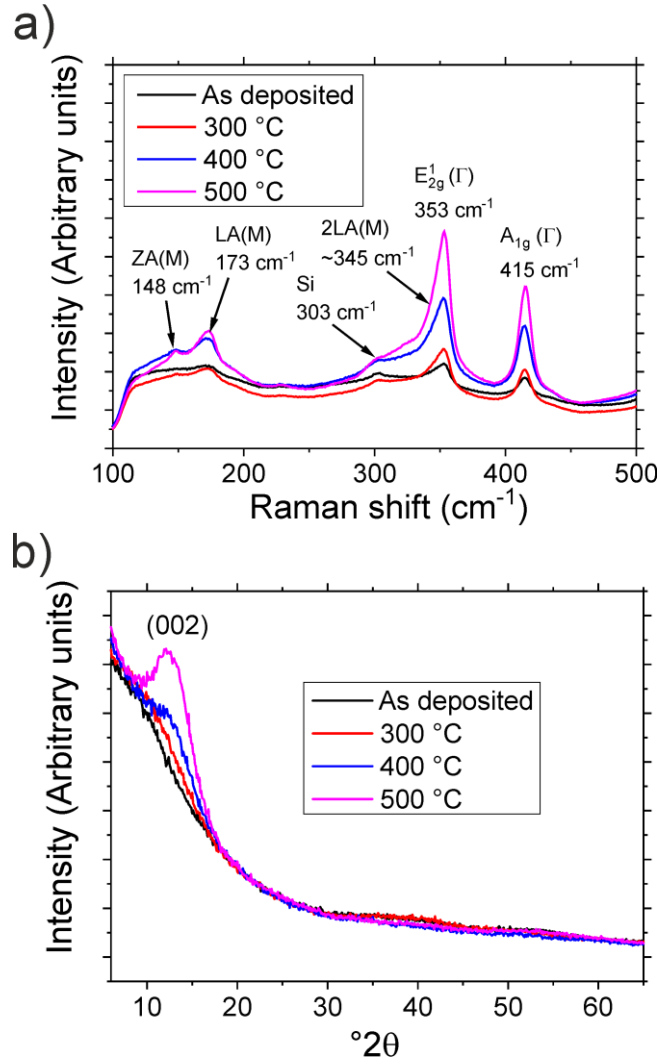 a)
Intensity (Arbitrary units)
As deposited
300 °C
400 °C
500 °C
ZA(M)
148 cm⁻¹
LA(M)
173 cm⁻¹
Si
303 cm⁻¹
2LA(M)
~345 cm⁻¹
E¹₂g (Γ)
353 cm⁻¹
A₁g (Γ)
415 cm⁻¹
100 200 300 400 500
Raman shift (cm⁻¹)
b)
Intensity (Arbitrary units)
(002)
As deposited
300 °C
400 °C
500 °C
10 20 30 40 50 60
°2θ